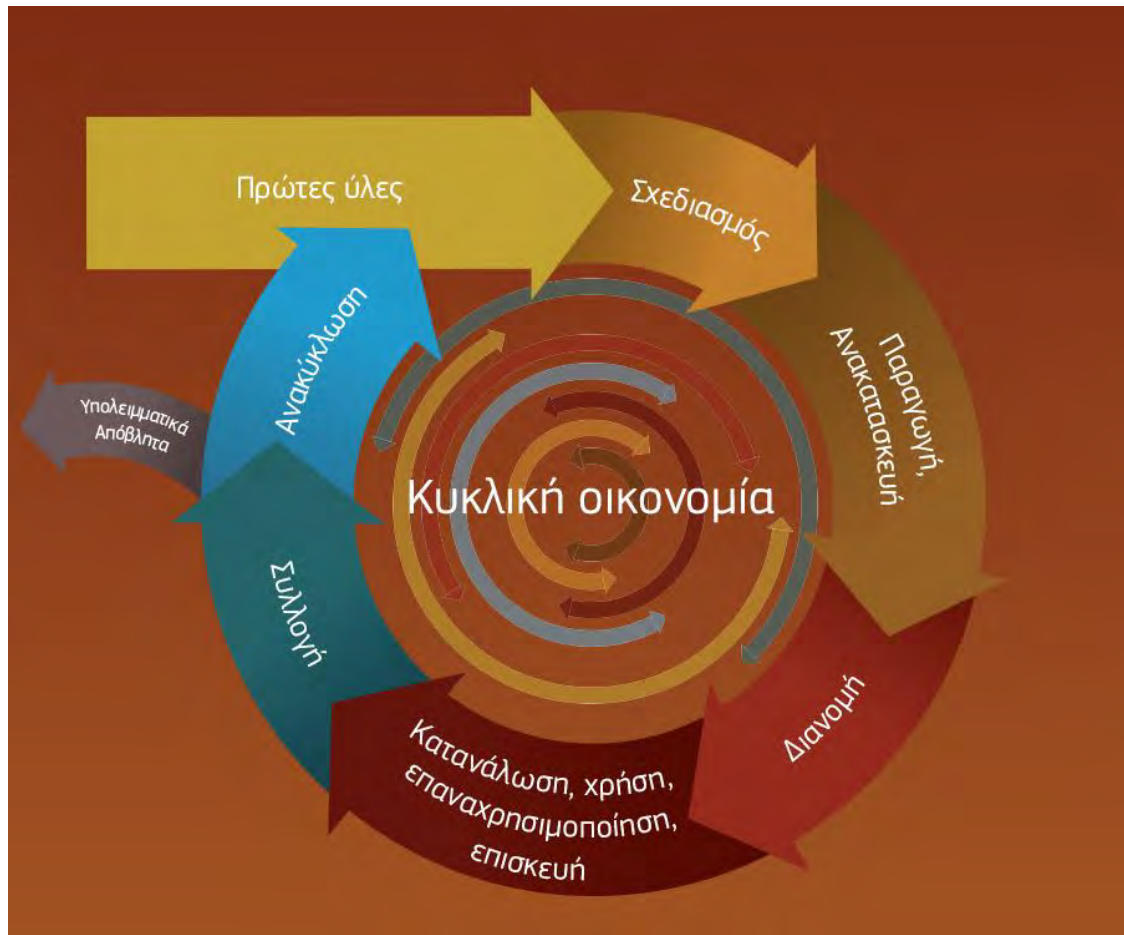 Πρώτες ύλες
Σχεδιασμός
Παραγωγή,
Ανακατασκευή
Διανομή
Κατανάλωση, χρήση,
επαναχρησιμοποίηση,
επισκευή
Συλλογή
Ανακύκλωση
Υπολειμματικά
Απόβλητα
Κυκλική οικονομία